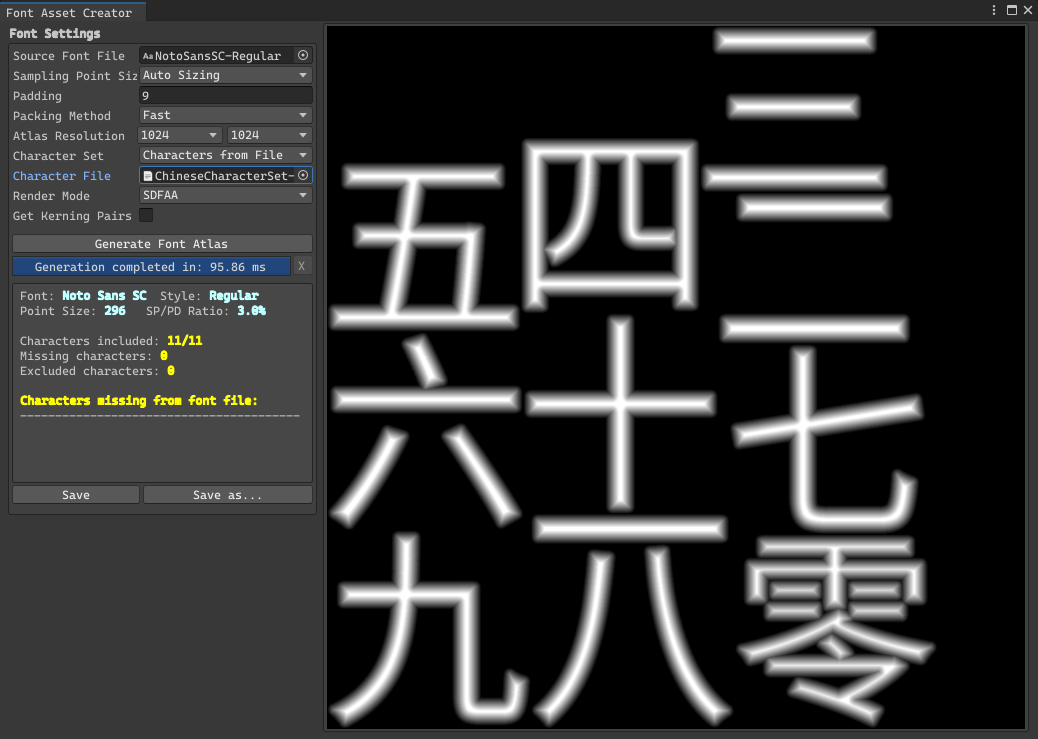 Font Asset Creator
Font Settings
Source Font File
Aa NotoSansSC-Regular
Sampling Point Siz
Auto Sizing
Padding
9
Packing Method
Fast
Atlas Resolution
1024
1024
Character Set
Characters from File
Character File
ChineseCharacterSet-
Render Mode
SDFAA
Get Kerning Pairs
Generate Font Atlas
Generation completed in: 95.86 ms
X
Font: Noto Sans SC Style: Regular
Point Size: 296 SP/PD Ratio: 3.0%
Characters included: 11/11
Missing characters: 0
Excluded characters: 0
Characters missing from font file:
----------------------------------------
Save
Save as...
三
五
四
二
六
十
七
一
九
八
零